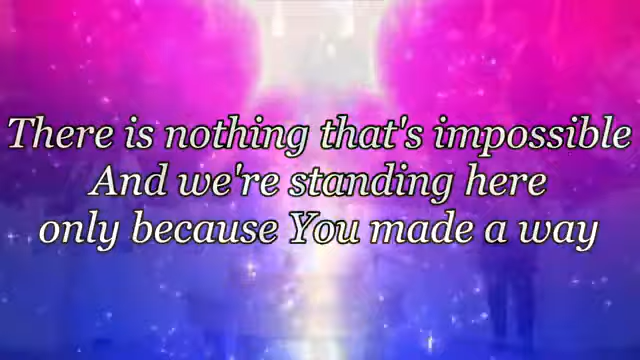 There is nothing that's impossible
And we're standing here
only because You made a way